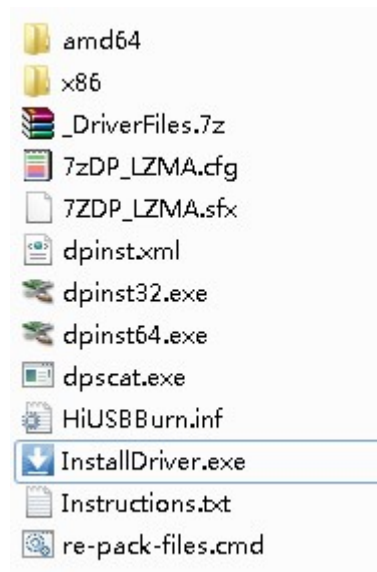 amd64
x86
_DriverFiles.7z
7zDP_LZMA.cfg
7ZDP_LZMA.sfx
dpinst.xml
dpinst32.exe
dpinst64.exe
dpscat.exe
HiUSBBurn.inf
InstallDriver.exe
Instructions.txt
re-pack-files.cmd